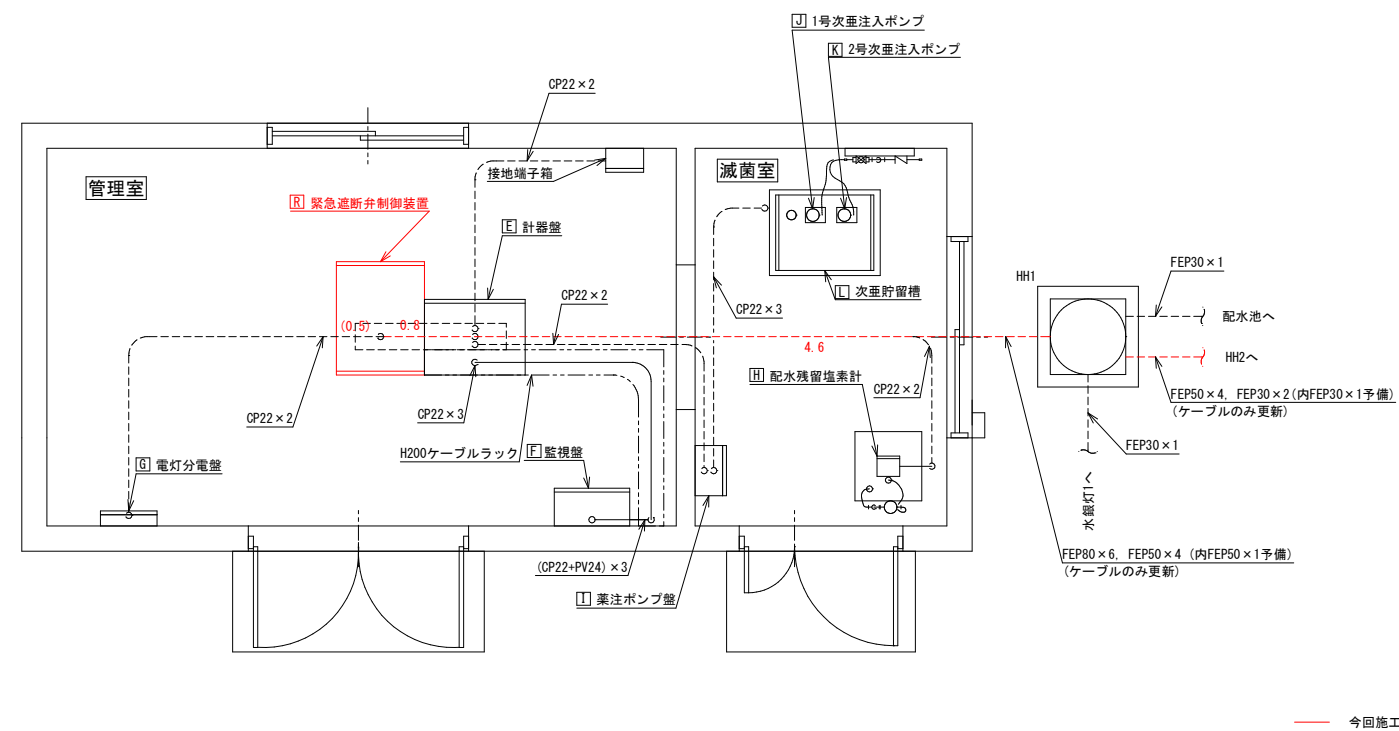 J 1号次亜注入ポンプ
K 2号次亜注入ポンプ
CP22×2
接地端子箱
管理室
滅菌室
R 緊急遮断弁制御装置
E 計器盤
CP22×2
CP22×3
L 次亜貯留槽
HH1
FEP30×1
配水池へ
(0.5)
0.8
4.6
HH2へ
H 配水残留塩素計
CP22×2
FEP50×4, FEP30×2(内FEP30×1予備)
(ケーブルのみ更新)
CP22×2
CP22×3
H200ケーブルラック
F 監視盤
FEP30×1
G 電灯分電盤
水銀灯1へ
(CP22+PV24)×3
FEP80×6, FEP50×4 (内FEP50×1予備)
(ケーブルのみ更新)
I 薬注ポンプ盤
今回施工